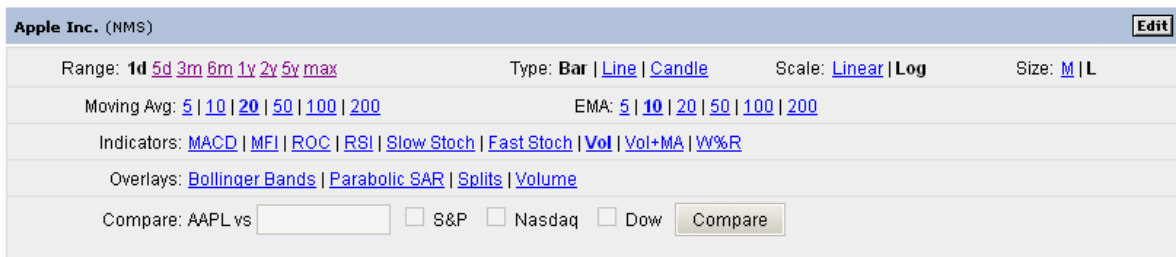 Apple Inc. (NMS) Edit
Range: 1d 5d 3m 6m 1y 2y 5y max Type: Bar | Line | Candle Scale: Linear | Log Size: M | L
Moving Avg: 5 | 10 | 20 | 50 | 100 | 200 EMA: 5 | 10 | 20 | 50 | 100 | 200
Indicators: MACD | MFI | ROC | RSI | Slow Stoch | Fast Stoch | Vol | Vol+MA | W%R
Overlays: Bollinger Bands | Parabolic SAR | Splits | Volume
Compare: AAPL vs S&P Nasdaq Dow Compare